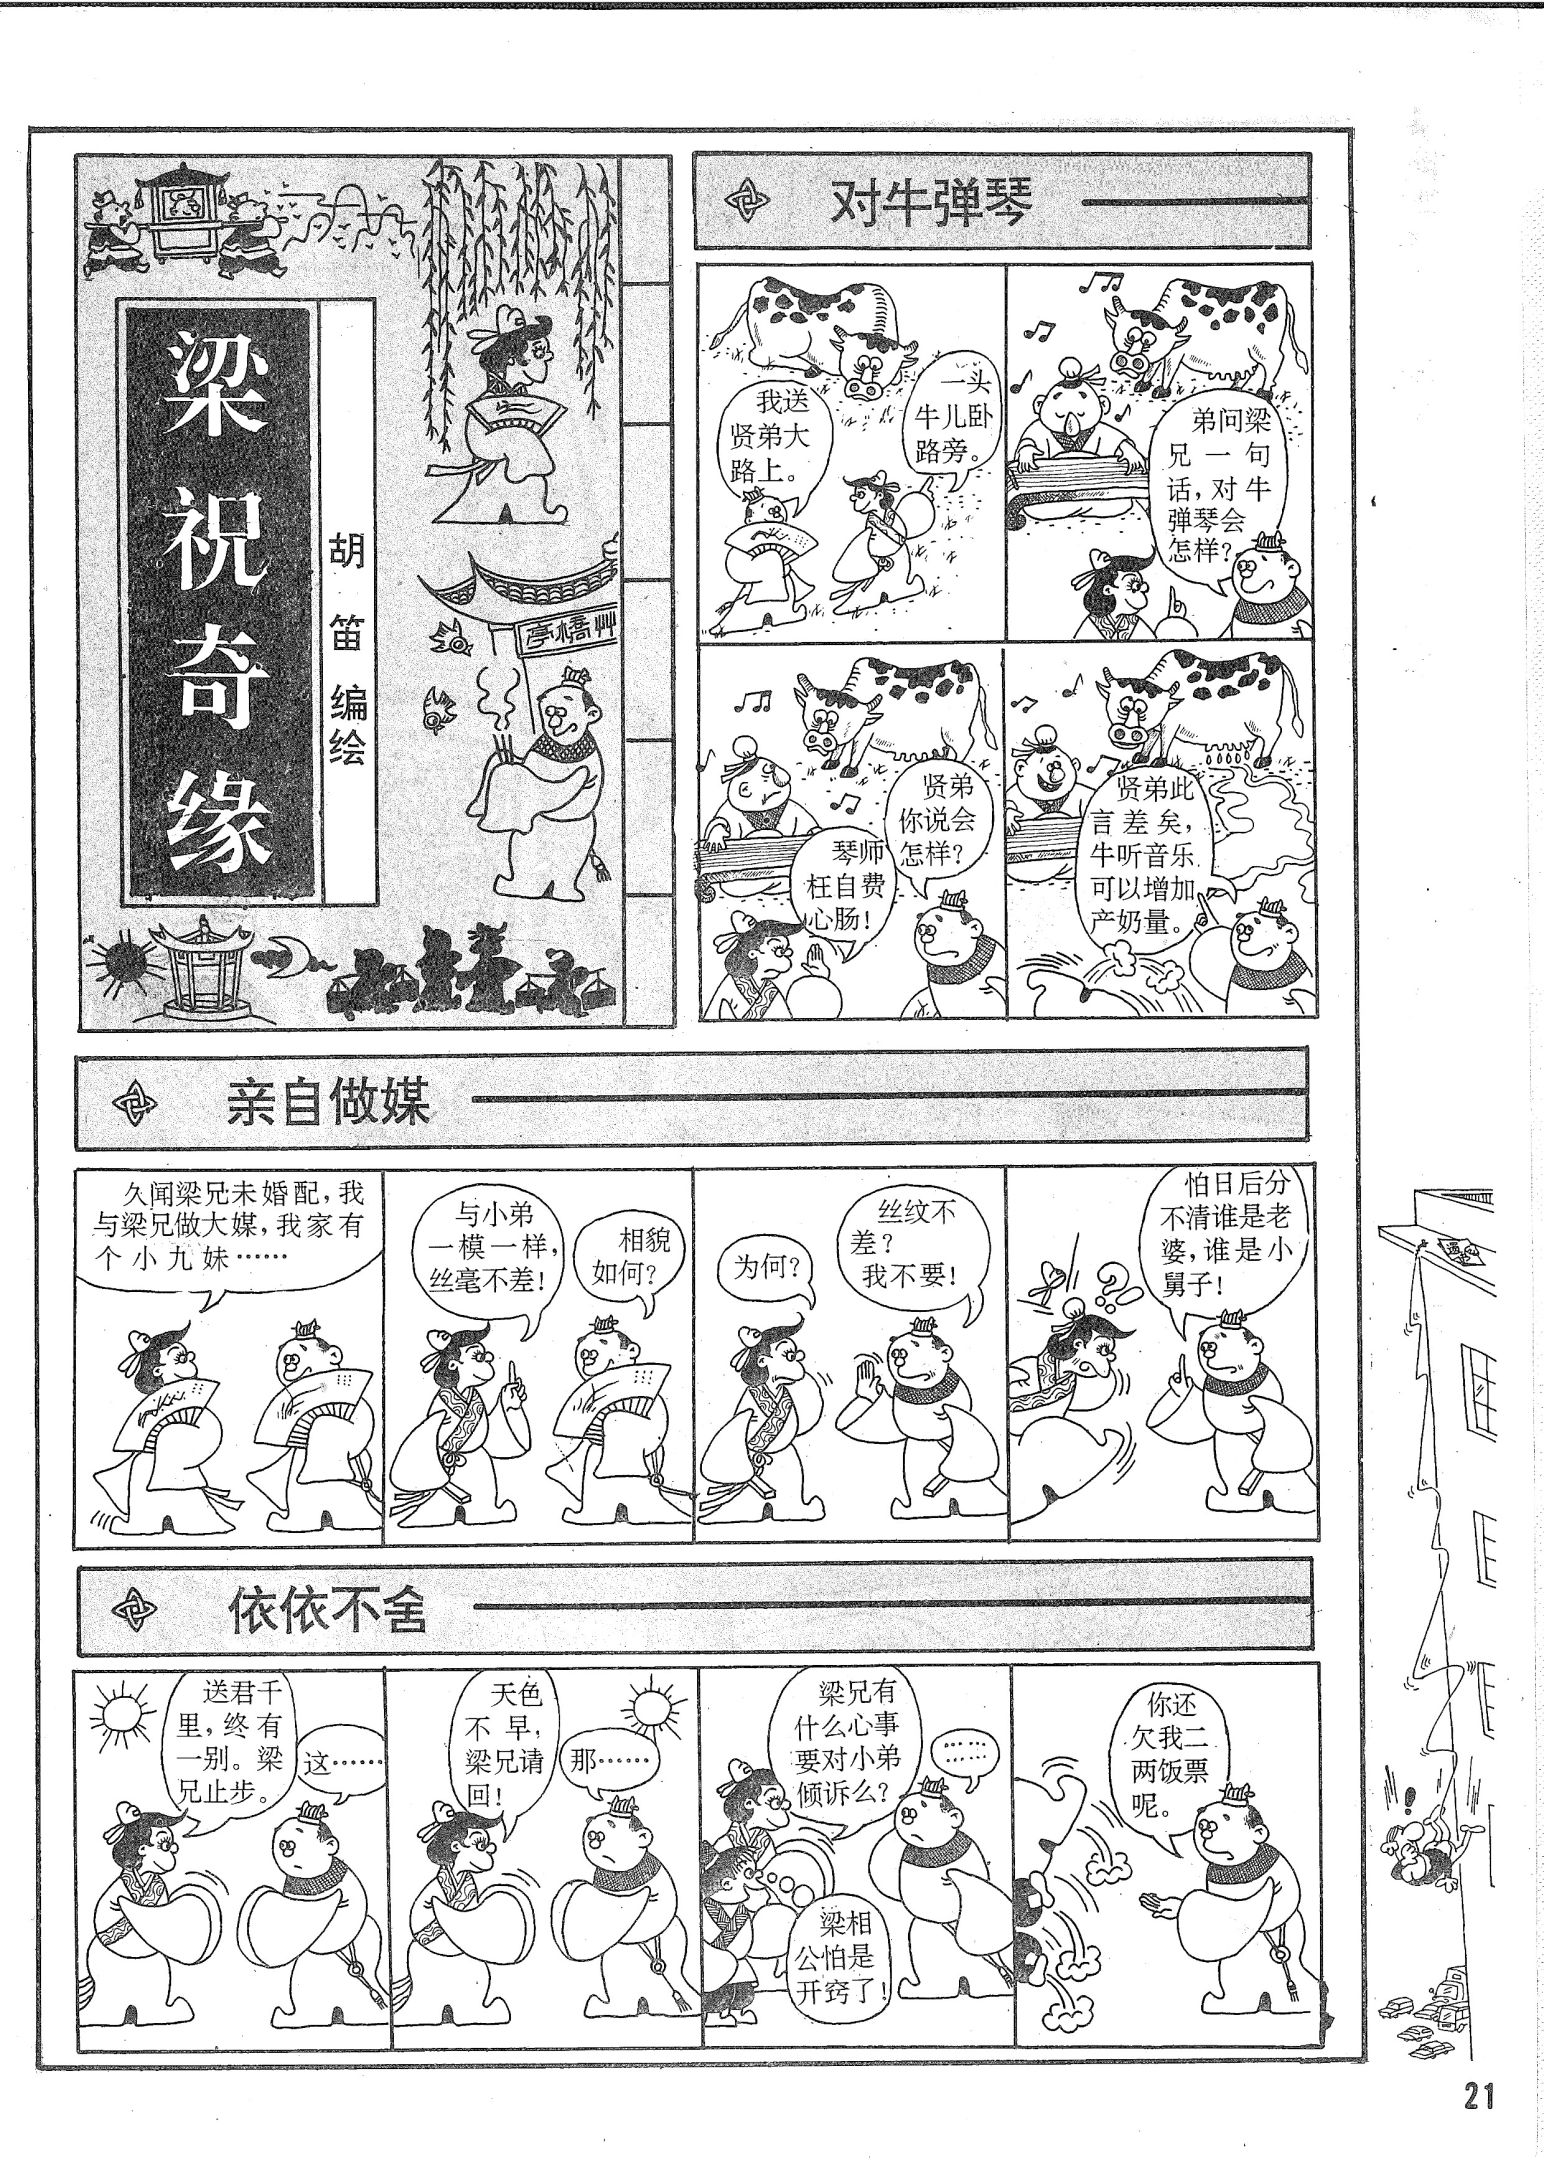 梁祝奇缘
胡笛编绘
草桥亭
对牛弹琴
我送
贤弟大
路上。
一头
牛儿卧
路旁。
弟问梁
兄一句
话，对牛
弹琴会
怎样？
贤弟
你说会
怎样？
琴师
枉自费
心肠！
贤弟此
言差矣，
牛听音乐
可以增加
产奶量。
亲自做媒
久闻梁兄未婚配，我
与梁兄做大媒，我家有
个小九妹……
与小弟
一模一样，
丝毫不差！
相貌
如何？
为何？
丝纹不
差？
我不要！
怕日后分
不清谁是老
婆，谁是小
舅子！
依依不舍
送君千
里，终有
一别。梁
兄止步。
这……
天色
不早，
梁兄请
回！
那……
梁兄有
什么心事
要对小弟
倾诉么？
……
梁相
公怕是
开窍了！
你还
欠我二
两饭票
呢。
21